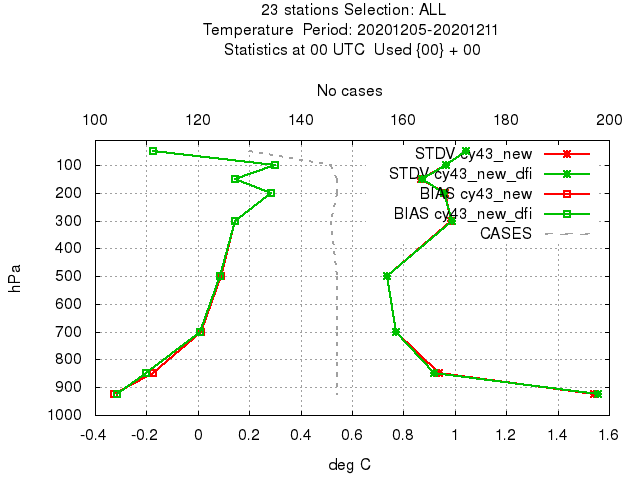 23 stations Selection: ALL
Temperature  Period: 20201205-20201211
Statistics at 00 UTC  Used {00} + 00
No cases
100 120 140 160 180 200
STDV cy43_new
STDV cy43_new_dfi
BIAS cy43_new
BIAS cy43_new_dfi
CASES
hPa
100
200
300
400
500
600
700
800
900
1000
-0.4 -0.2 0 0.2 0.4 0.6 0.8 1 1.2 1.4 1.6
deg C